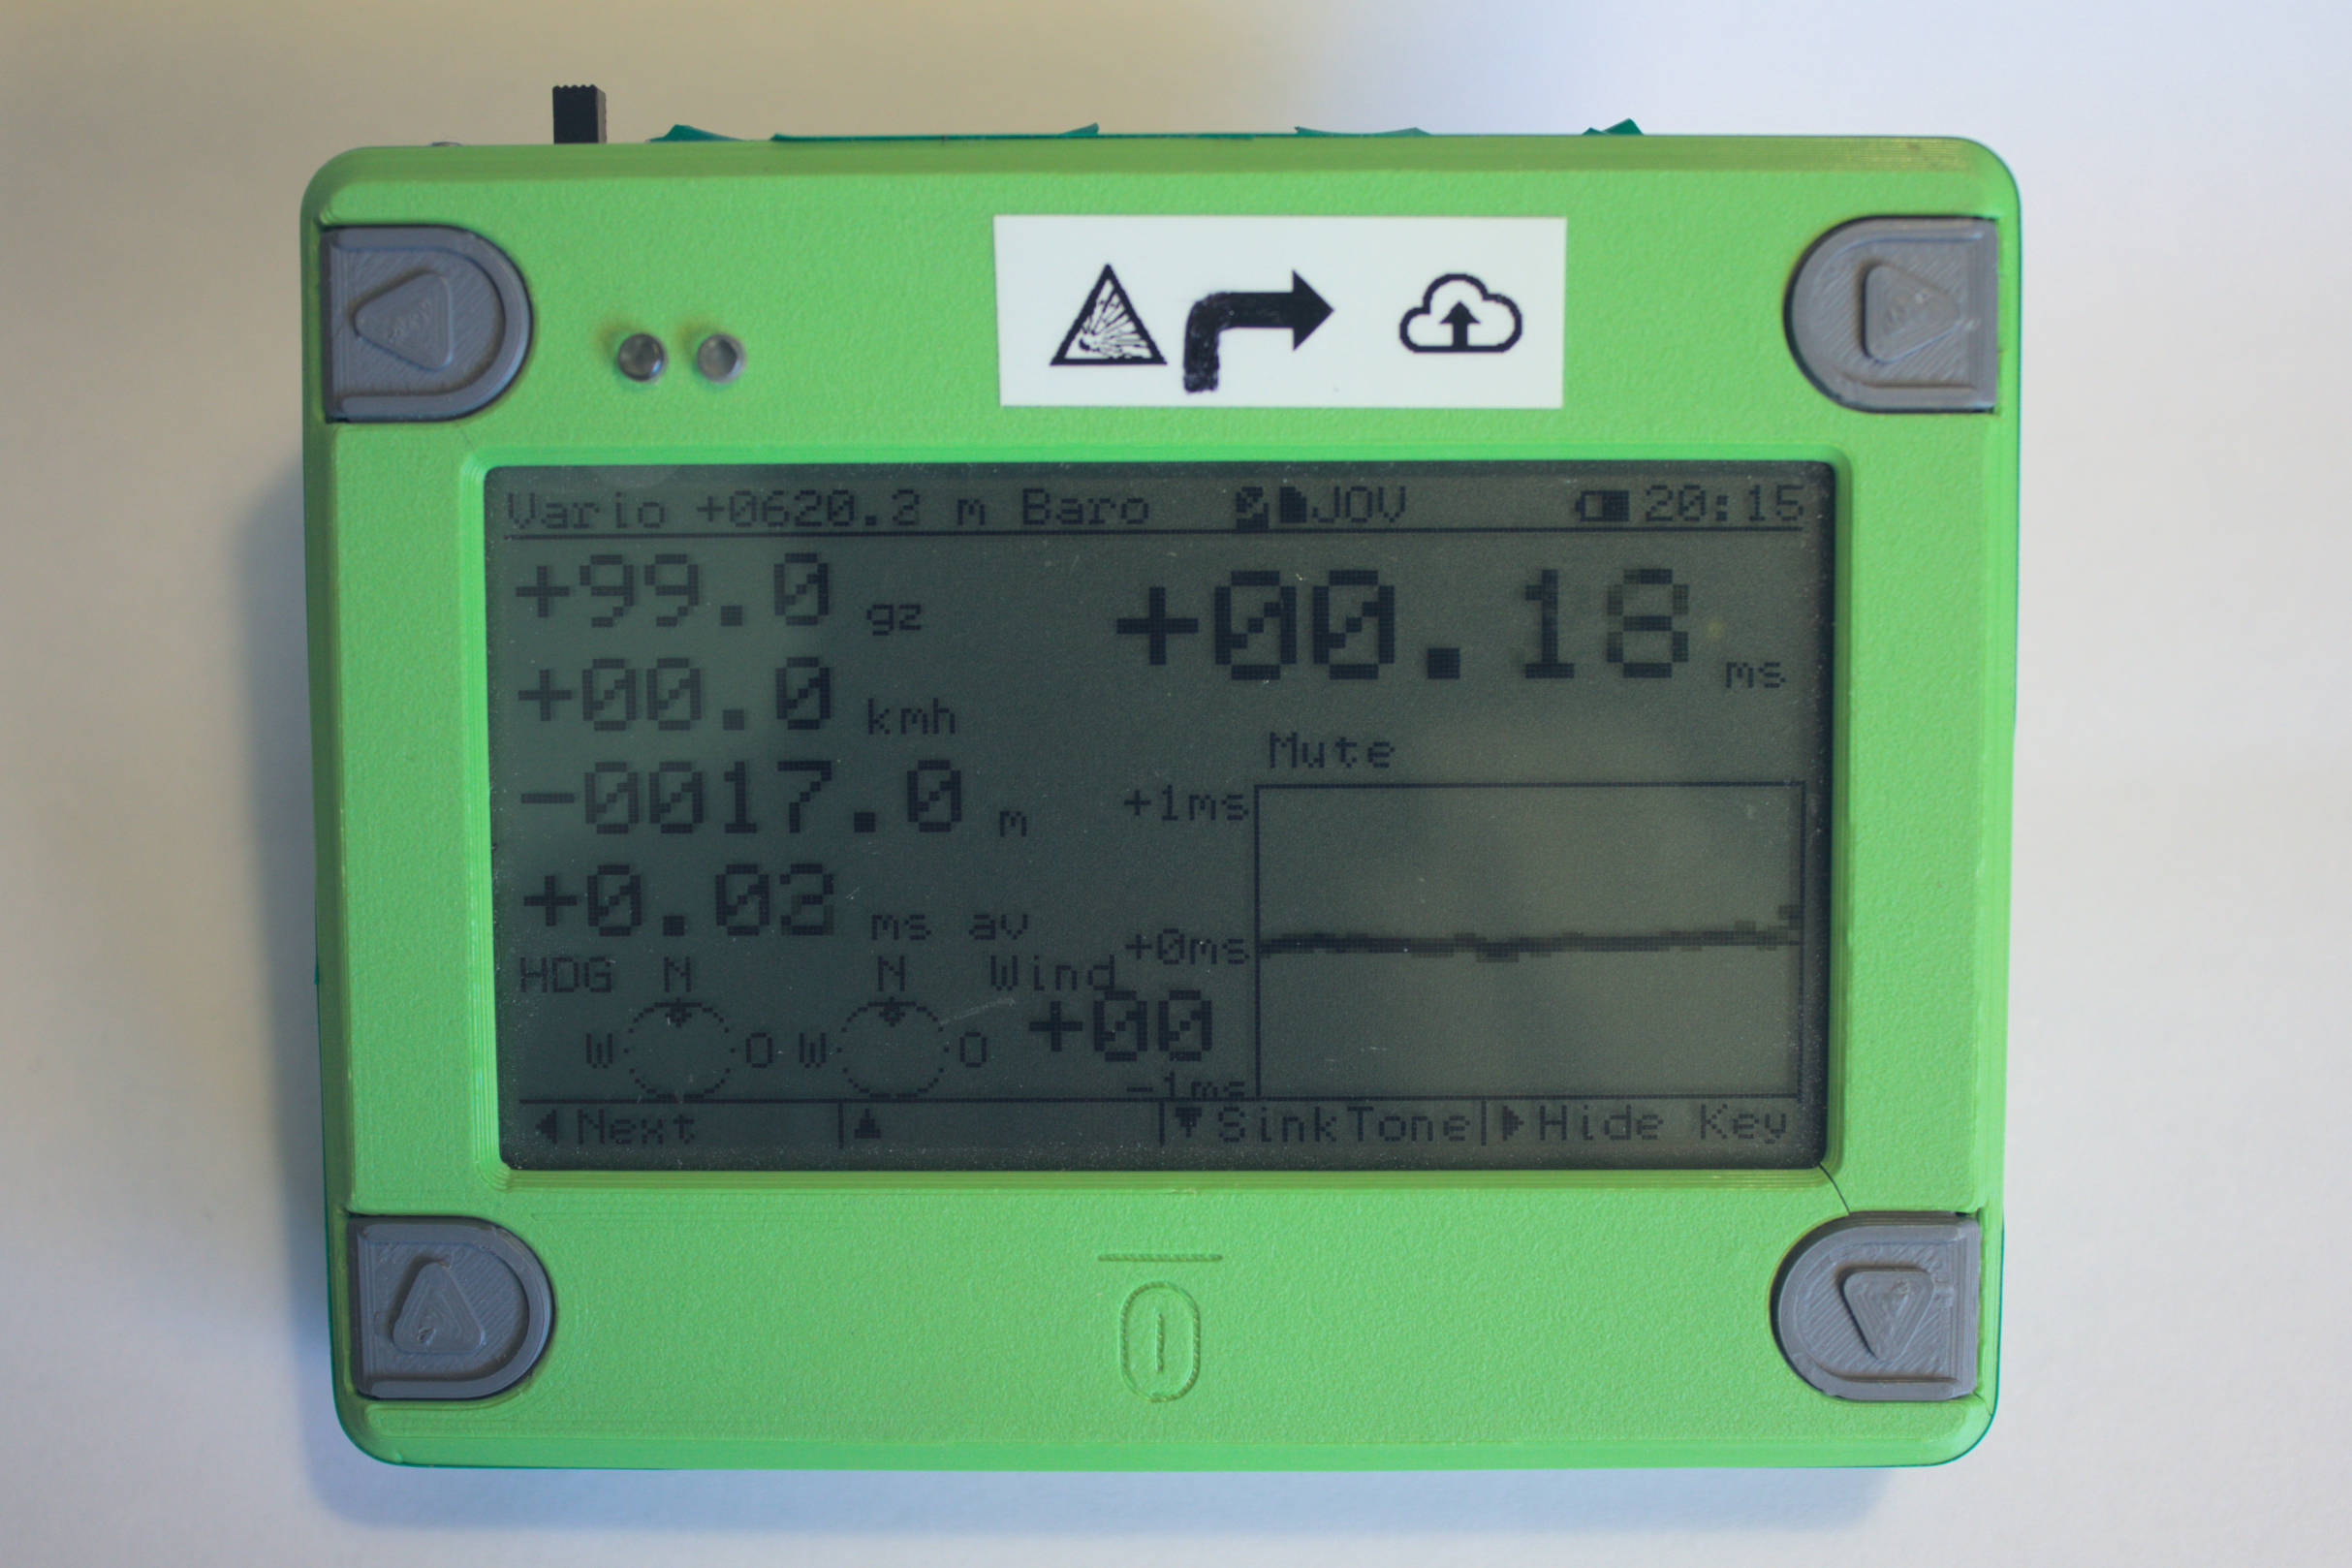 Vario +0620.2 m Baro JOV 20:15
+99.0 gz
+00.18 ms
+00.0 kmh
Mute
-0017.0 m
+1ms
+0.03 ms av
+0ms
HDG N N Wind
W O W O +00
-1ms
Next SinkTone Hide Key